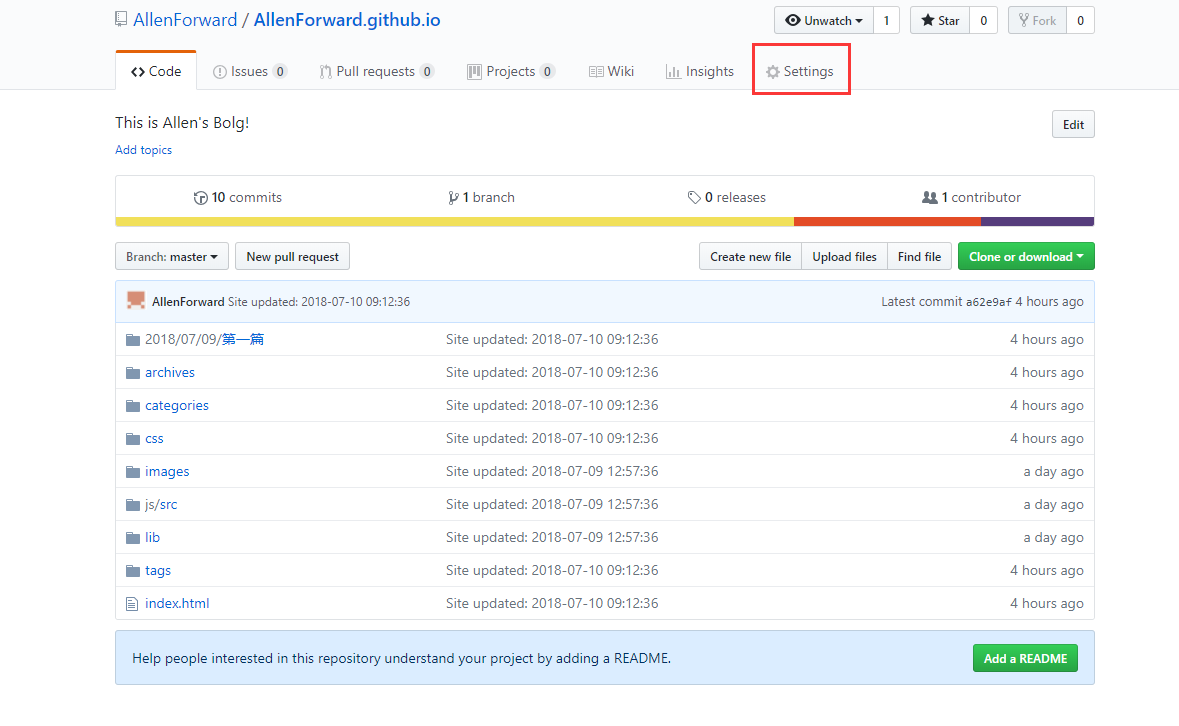 AllenForward / AllenForward.github.io Unwatch 1 Star 0 Fork 0
Code Issues 0 Pull requests 0 Projects 0 Wiki Insights Settings
This is Allen's Bolg! Edit
Add topics
10 commits 1 branch 0 releases 1 contributor
Branch: master New pull request Create new file Upload files Find file Clone or download
AllenForward Site updated: 2018-07-10 09:12:36 Latest commit a62e9af 4 hours ago
2018/07/09/第一篇 Site updated: 2018-07-10 09:12:36 4 hours ago
archives Site updated: 2018-07-10 09:12:36 4 hours ago
categories Site updated: 2018-07-10 09:12:36 4 hours ago
css Site updated: 2018-07-10 09:12:36 4 hours ago
images Site updated: 2018-07-09 12:57:36 a day ago
js/src Site updated: 2018-07-09 12:57:36 a day ago
lib Site updated: 2018-07-09 12:57:36 a day ago
tags Site updated: 2018-07-10 09:12:36 4 hours ago
index.html Site updated: 2018-07-10 09:12:36 4 hours ago
Help people interested in this repository understand your project by adding a README. Add a README